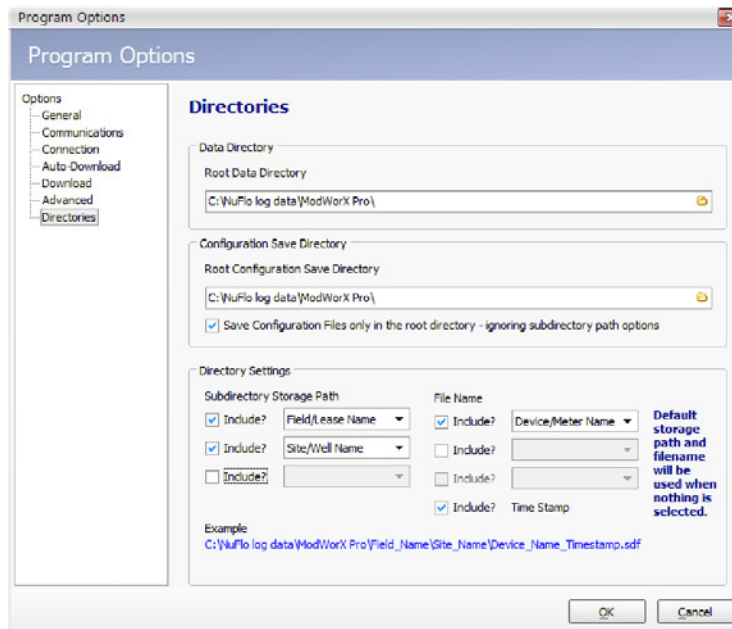 Program Options
Program Options
Options
General
Communications
Connection
Auto-Download
Download
Advanced
Directories
Directories
Data Directory
Root Data Directory
C:\NuFlo log data\ModWorX Pro\
Configuration Save Directory
Root Configuration Save Directory
C:\NuFlo log data\ModWorX Pro\
Save Configuration Files only in the root directory - ignoring subdirectory path options
Directory Settings
Subdirectory Storage Path
Include? Field/Lease Name
Include? Site/Well Name
Include?
File Name
Include? Device/Meter Name
Include?
Include?
Include? Time Stamp
Default
storage
path and
filename
will be
used when
nothing is
selected.
Example
C:\NuFlo log data\ModWorX Pro\Field_Name\Site_Name\Device_Name_Timestamp.sdf
OK Cancel